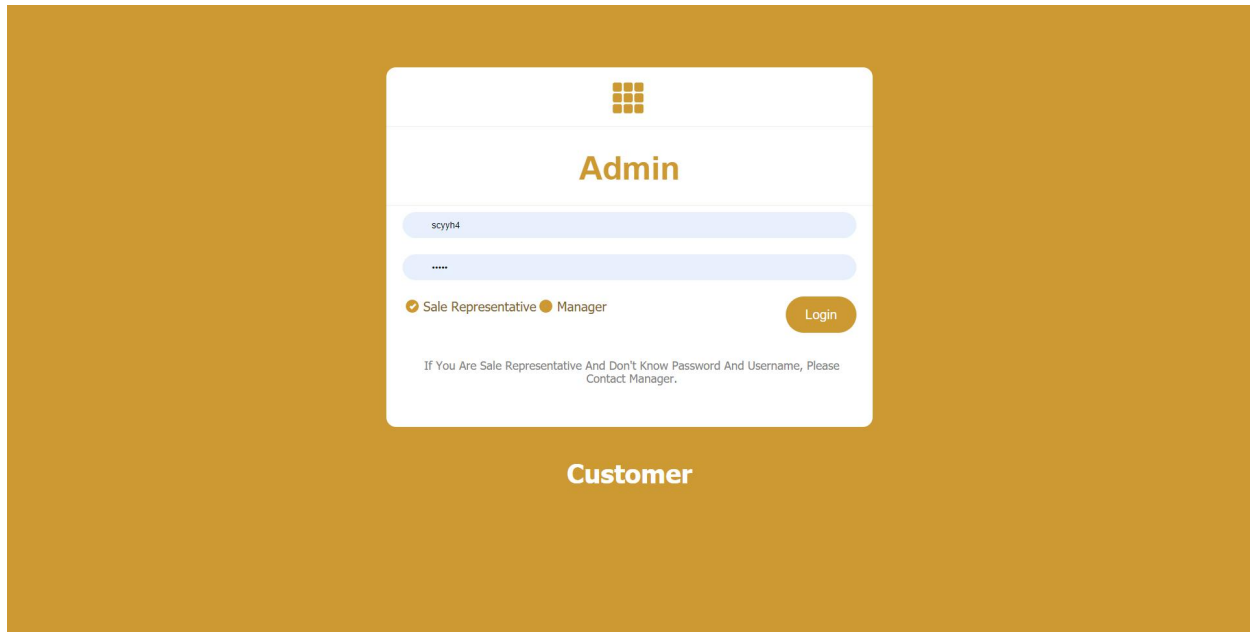 Admin
scyyh4
•••••
Sale Representative Manager
Login
If You Are Sale Representative And Don't Know Password And Username, Please
Contact Manager.
Customer